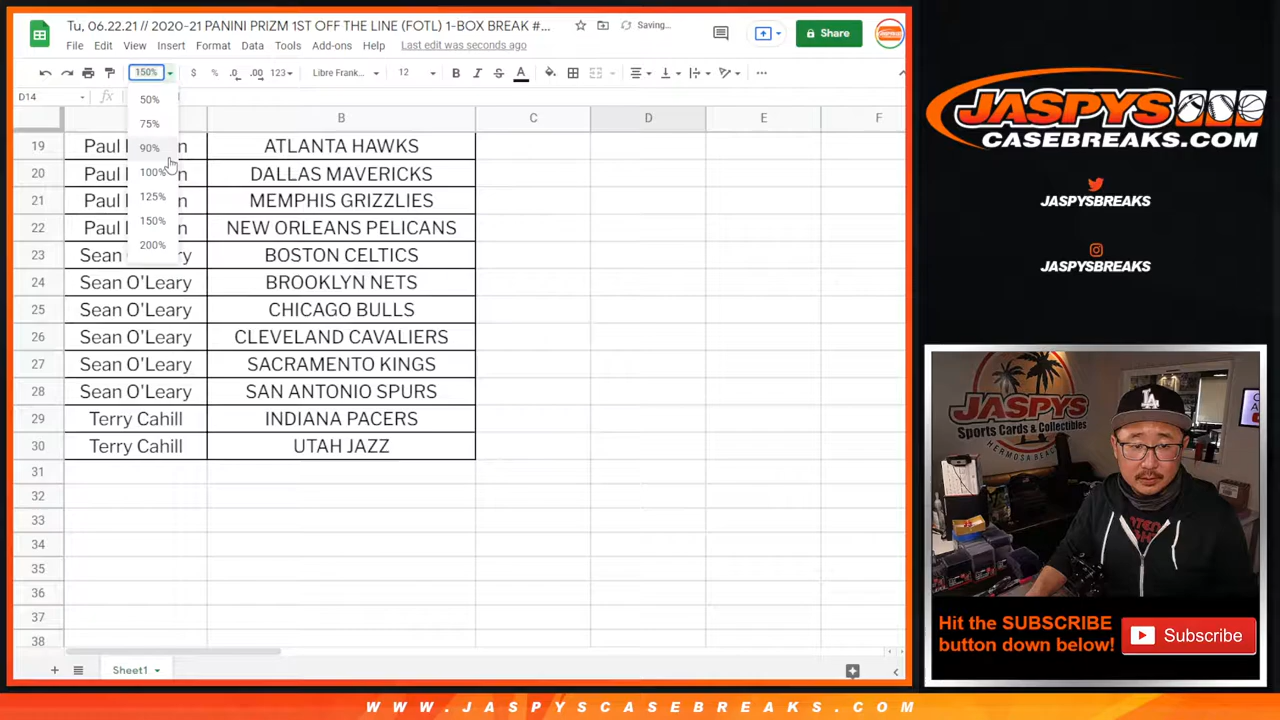 Tu, 06.22.21 // 2020-21 PANINI PRIZM 1ST OFF THE LINE (FOTL) 1-BOX BREAK #...
Saving...
File Edit View Insert Format Data Tools Add-ons Help Last edit was seconds ago
Share
150% $ % .0 .00 123 Libre Frank... 12 B I S A
D14 fx
50%
75%
90%
100%
125%
150%
200%
B C D E F
19 Paul ATLANTA HAWKS
20 Paul DALLAS MAVERICKS
21 Paul MEMPHIS GRIZZLIES
22 Paul NEW ORLEANS PELICANS
23 Sean BOSTON CELTICS
24 Sean O'Leary BROOKLYN NETS
25 Sean O'Leary CHICAGO BULLS
26 Sean O'Leary CLEVELAND CAVALIERS
27 Sean O'Leary SACRAMENTO KINGS
28 Sean O'Leary SAN ANTONIO SPURS
29 Terry Cahill INDIANA PACERS
30 Terry Cahill UTAH JAZZ
31
32
33
34
35
36
37
38
Sheet1
JASPYS
CASEBREAKS.COM
JASPYSBREAKS
JASPYSBREAKS
JASPYS
Sports Cards & Collectibles
HERMOSA BEACH
LA
Hit the SUBSCRIBE
button down below!
Subscribe
WWW.JASPYSCASEBREAKS.COM